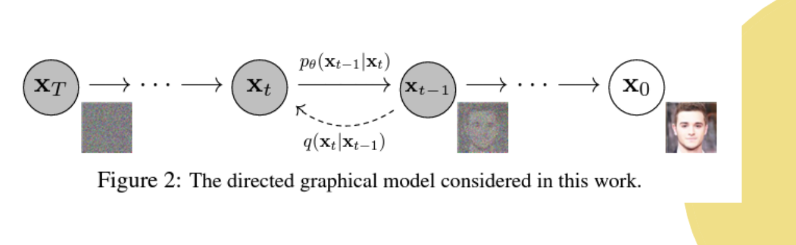 x_T → ··· → x_t p_θ(x_{t−1}|x_t) x_{t−1} → ··· → x_0
q(x_t|x_{t−1})
Figure 2: The directed graphical model considered in this work.